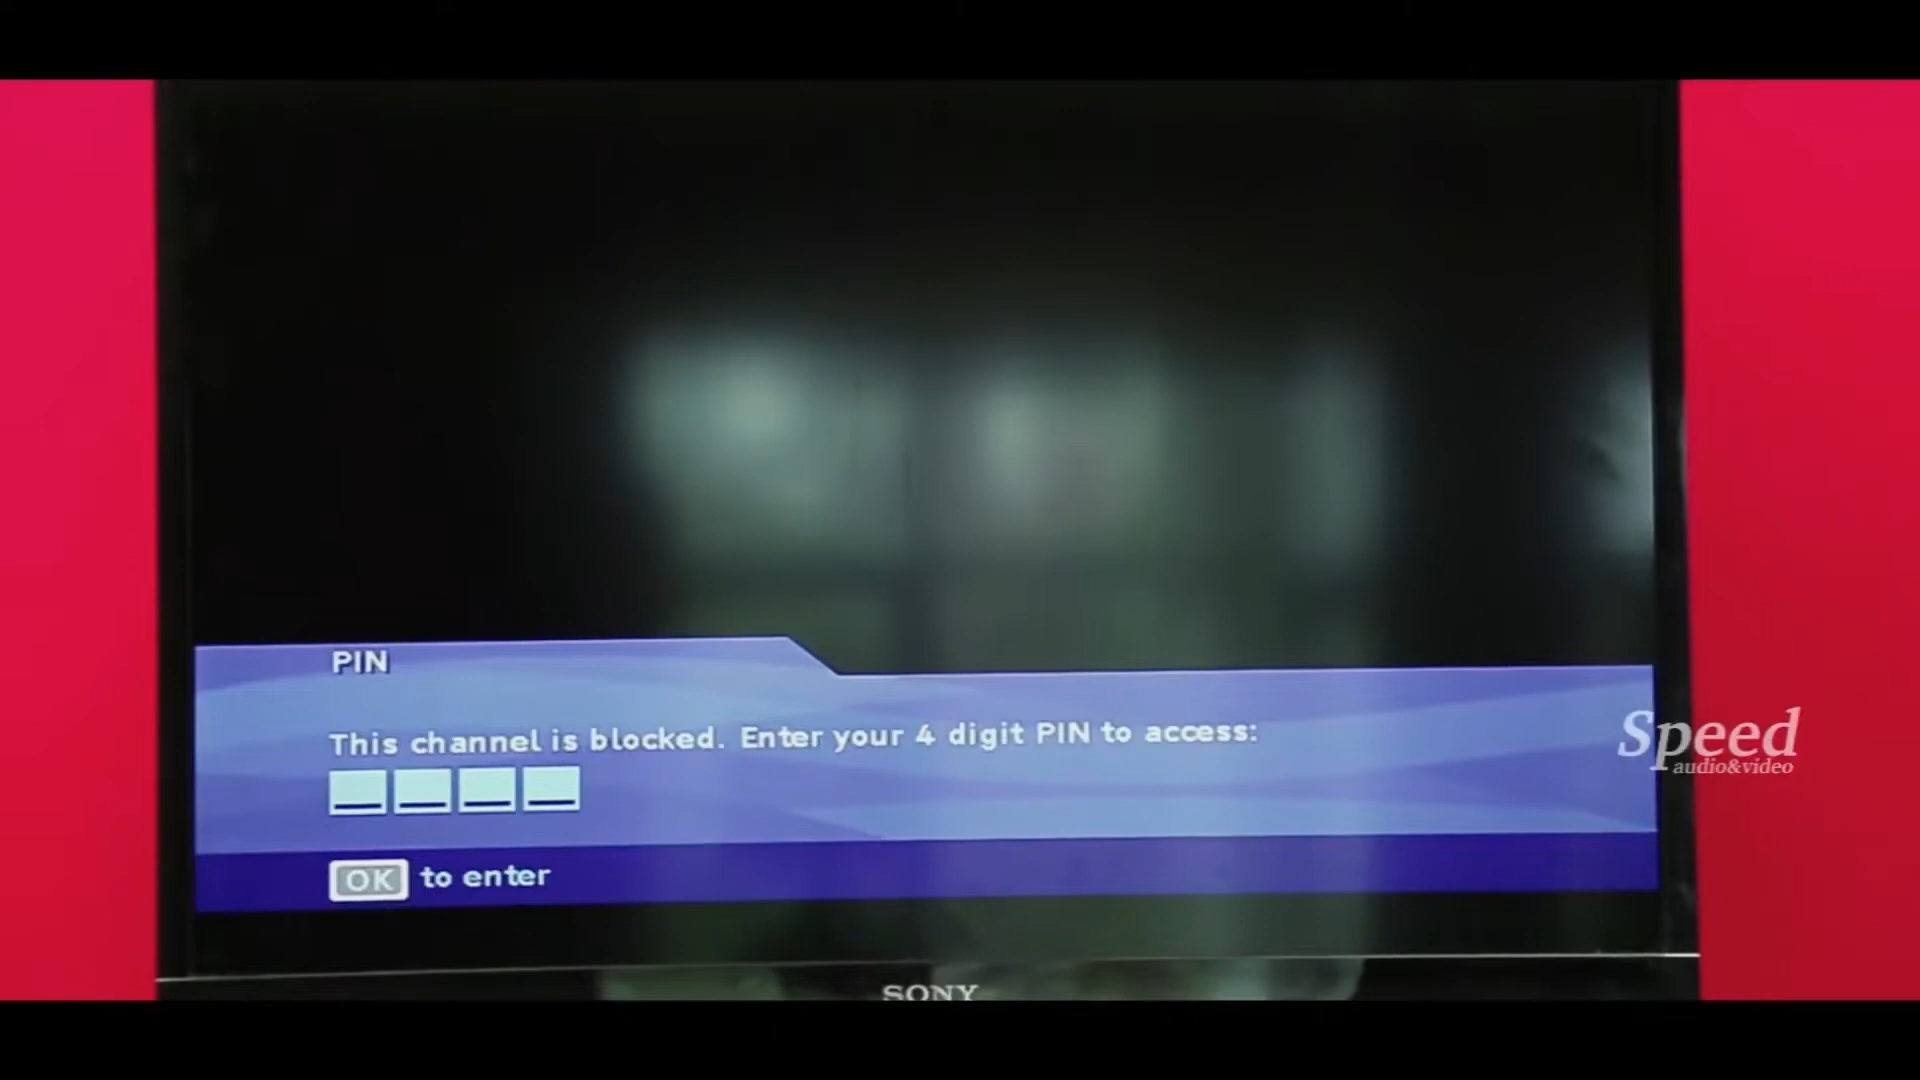 PIN
This channel is blocked. Enter your 4 digit PIN to access:
OK to enter
Speed
audio&video
SONY